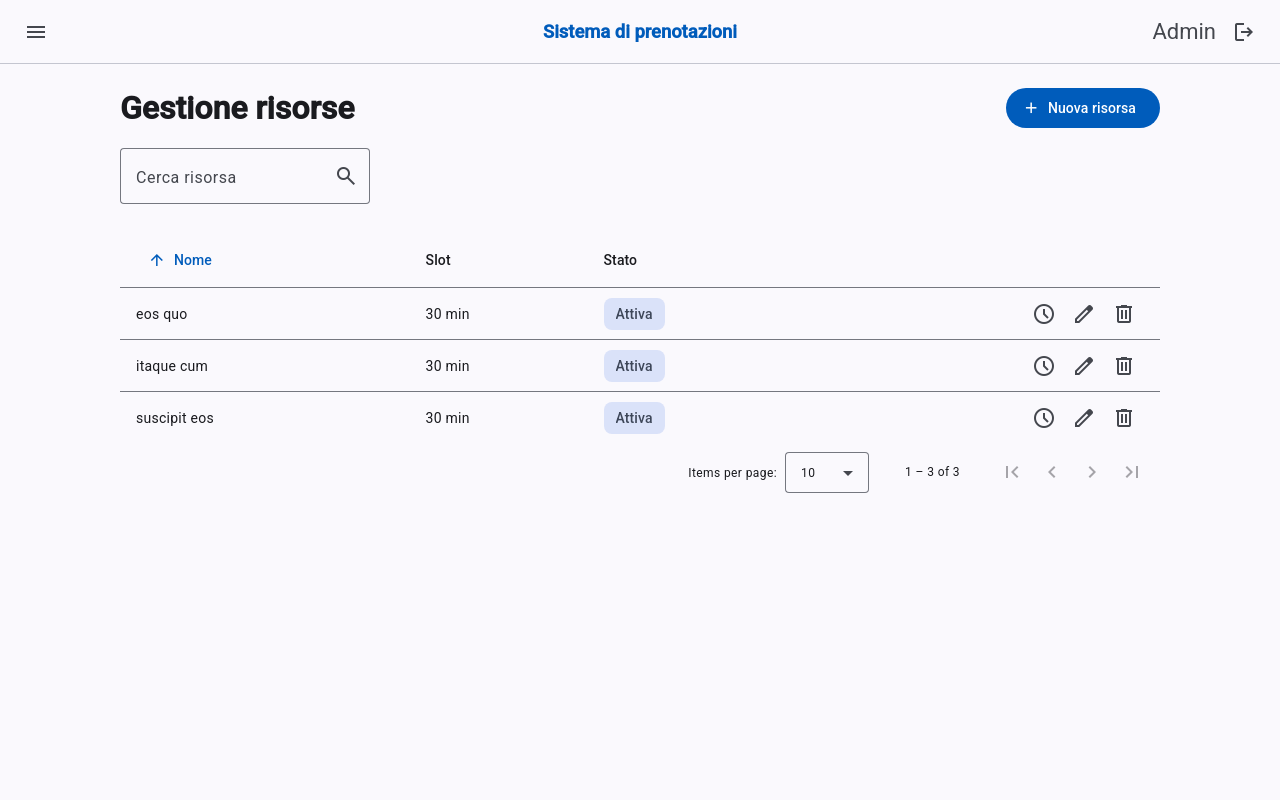 Sistema di prenotazioni
Admin
Gestione risorse
Nuova risorsa
Cerca risorsa
Nome Slot Stato
eos quo 30 min Attiva
itaque cum 30 min Attiva
suscipit eos 30 min Attiva
Items per page: 10 1 – 3 of 3